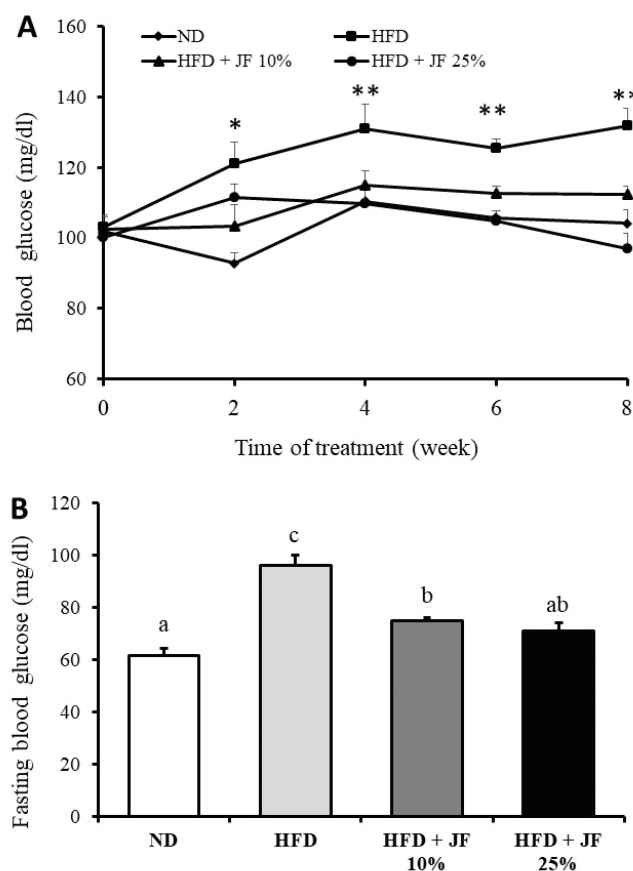 A
160
140
120
100
80
60
ND
HFD
HFD + JF 10%
HFD + JF 25%
*
**
**
**
Blood glucose (mg/dl)
0
2
4
6
8
Time of treatment (week)
B
120
100
80
60
40
20
0
Fasting blood glucose (mg/dl)
a
c
b
ab
ND
HFD
HFD + JF
10%
HFD + JF
25%